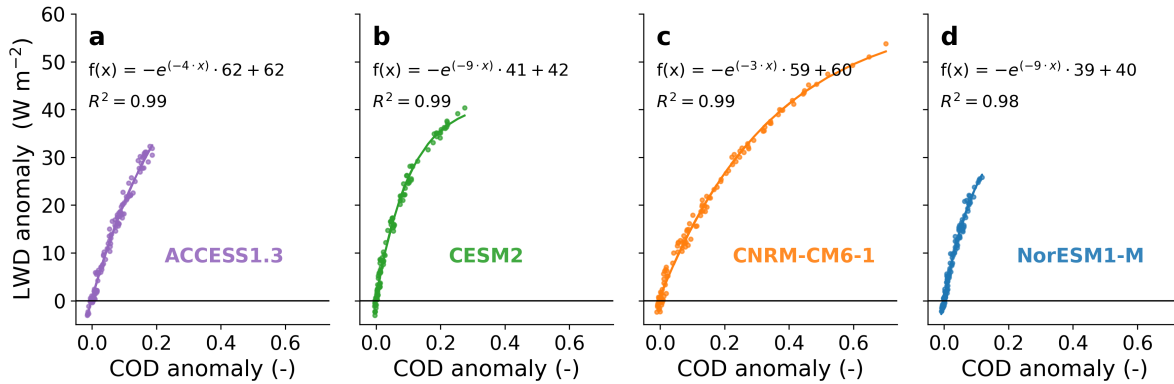 a
f(x) = −e^(−4·x)·62+62
R² = 0.99
ACCESS1.3
b
f(x) = −e^(−9·x)·41+42
R² = 0.99
CESM2
c
f(x) = −e^(−3·x)·59+60
R² = 0.99
CNRM-CM6-1
d
f(x) = −e^(−9·x)·39+40
R² = 0.98
NorESM1-M
LWD anomaly (W m⁻²)
60
50
40
30
20
10
0
0.0 0.2 0.4 0.6
COD anomaly (-)
0.0 0.2 0.4 0.6
COD anomaly (-)
0.0 0.2 0.4 0.6
COD anomaly (-)
0.0 0.2 0.4 0.6
COD anomaly (-)